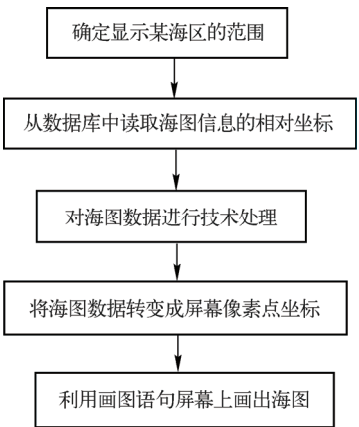 确定显示某海区的范围
从数据库中读取海图信息的相对坐标
对海图数据进行技术处理
将海图数据转变成屏幕像素点坐标
利用画图语句屏幕上画出海图